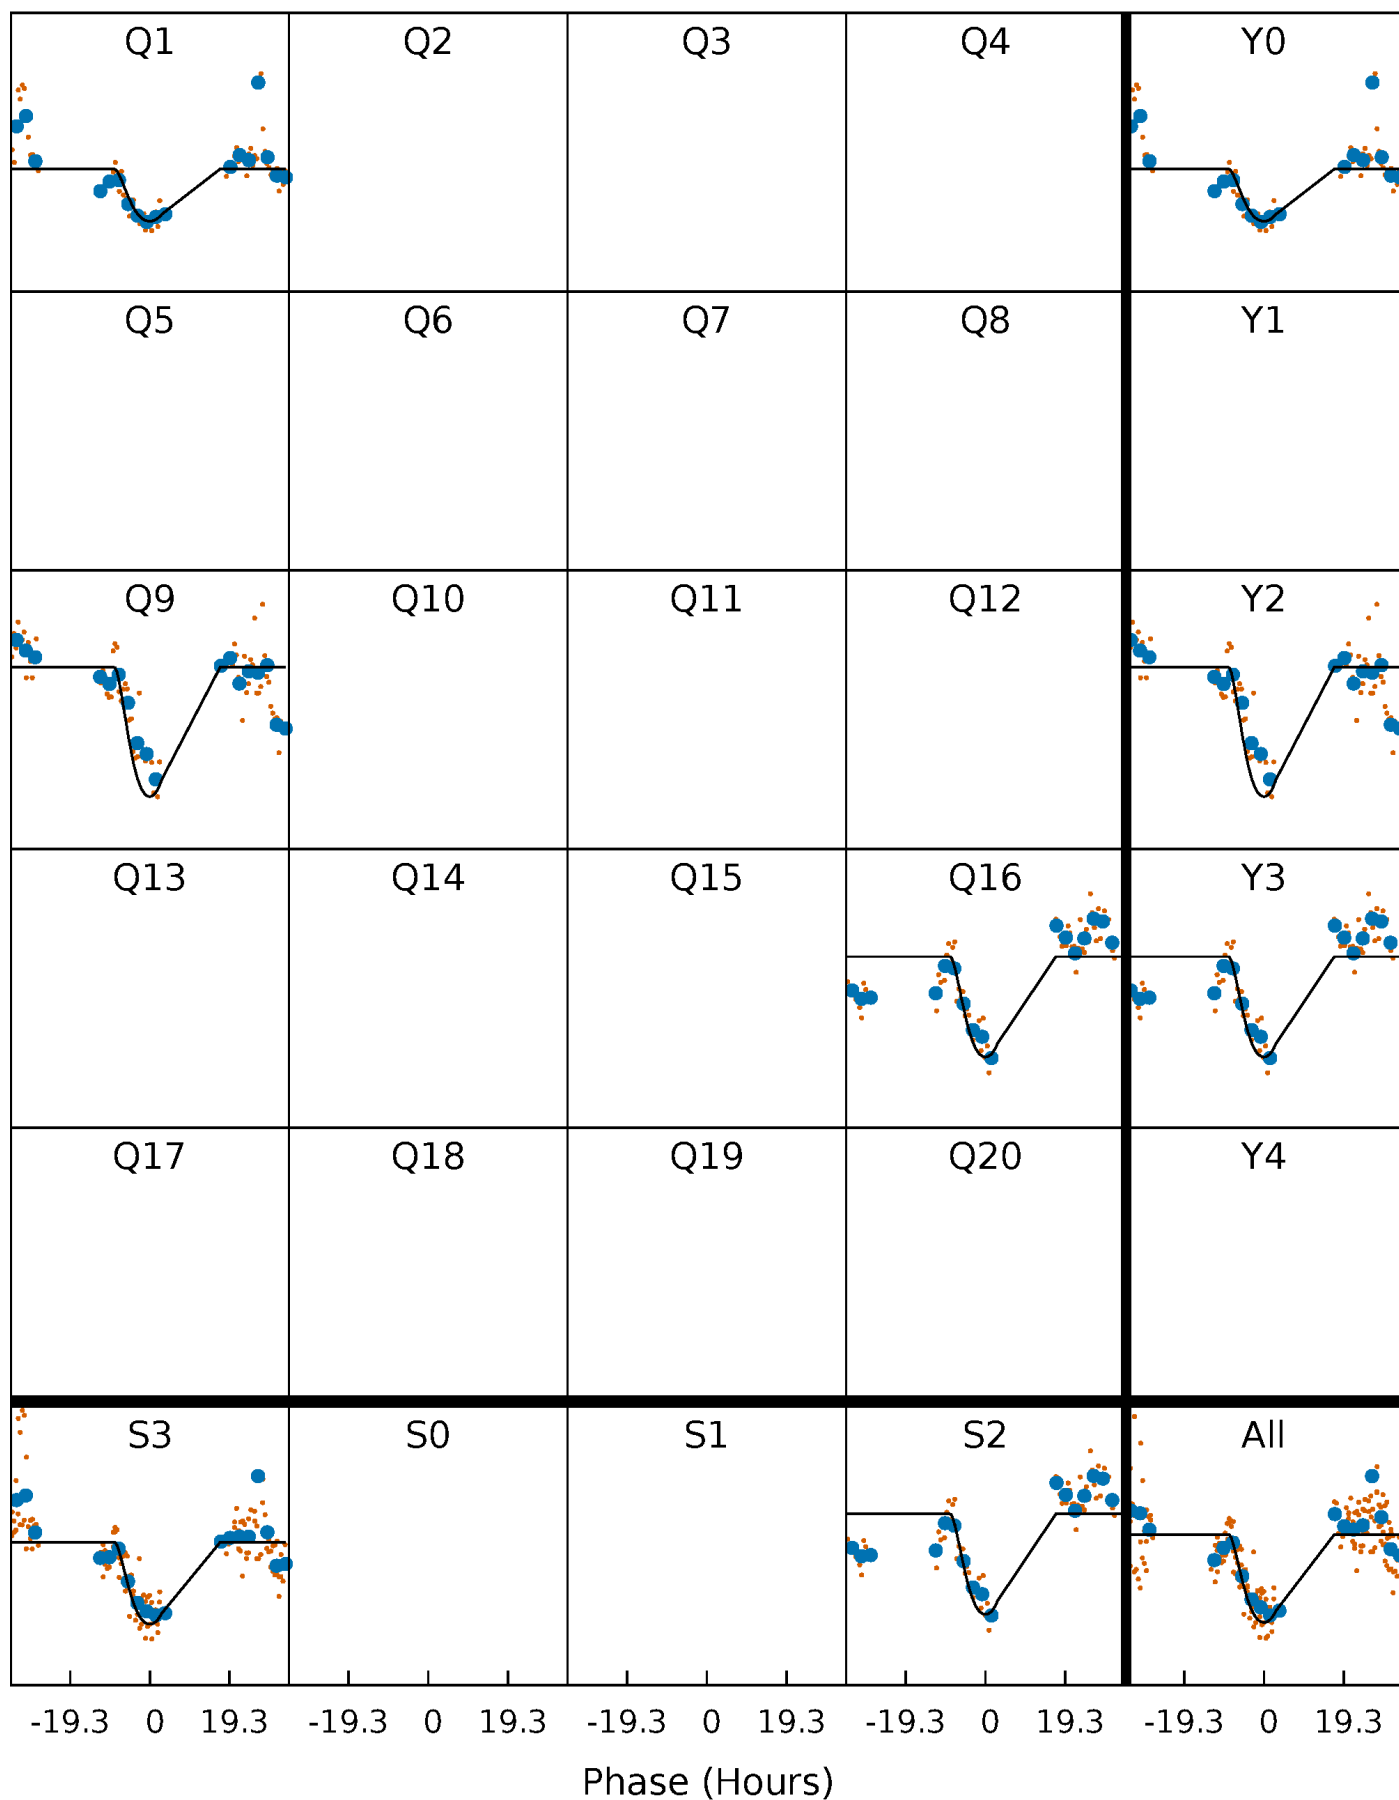 Q1 Q2 Q3 Q4 Y0
Q5 Q6 Q7 Q8 Y1
Q9 Q10 Q11 Q12 Y2
Q13 Q14 Q15 Q16 Y3
Q17 Q18 Q19 Q20 Y4
S3 S0 S1 S2 All
-19.3 0 19.3 -19.3 0 19.3 -19.3 0 19.3 -19.3 0 19.3 -19.3 0 19.3
Phase (Hours)